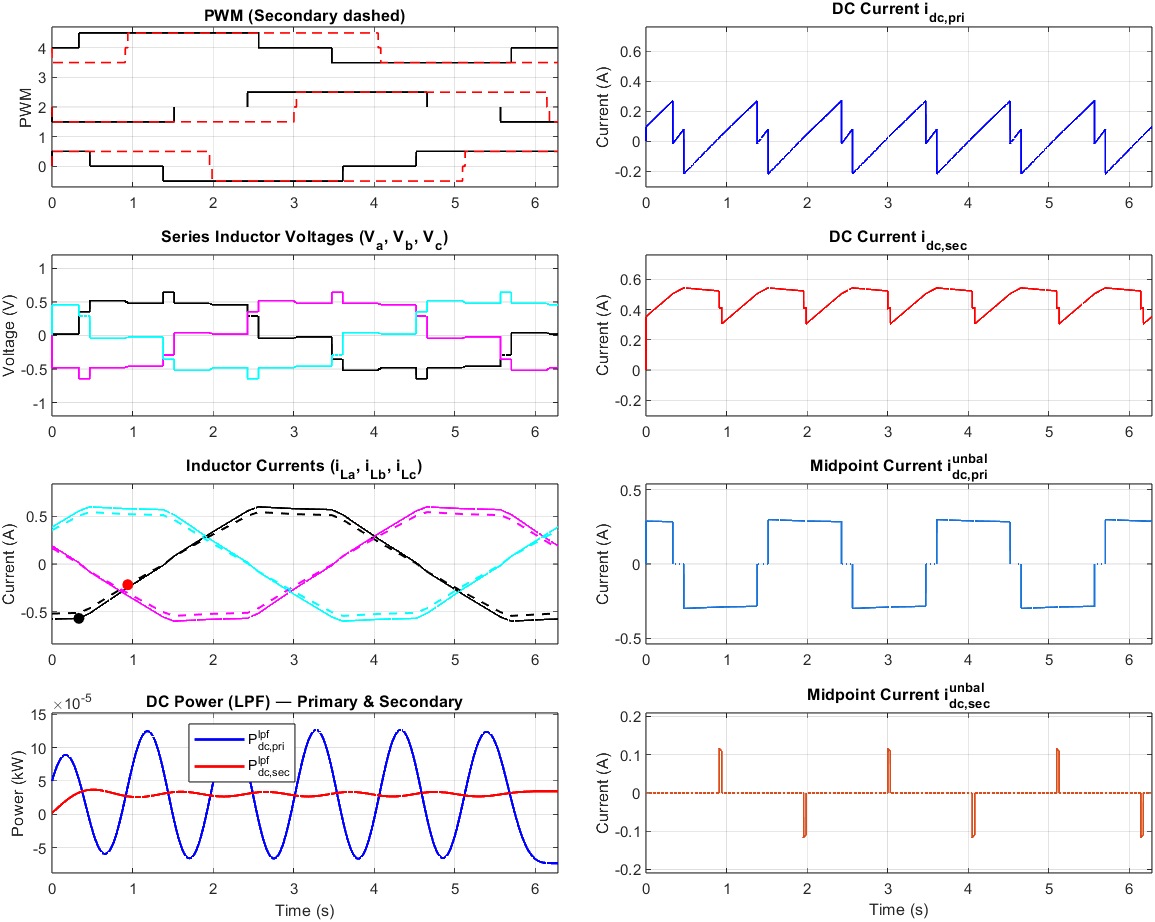 PWM (Secondary dashed)
PWM
4
3
2
1
0
0 1 2 3 4 5 6
DC Current i_dc,pri
Current (A)
0.6
0.4
0.2
0
-0.2
0 1 2 3 4 5 6
Series Inductor Voltages (V_a, V_b, V_c)
Voltage (V)
1
0.5
0
-0.5
-1
0 1 2 3 4 5 6
DC Current i_dc,sec
Current (A)
0.6
0.4
0.2
0
-0.2
0 1 2 3 4 5 6
Inductor Currents (i_La, i_Lb, i_Lc)
Current (A)
0.5
0
-0.5
0 1 2 3 4 5 6
Midpoint Current i_dc,pri^unbal
Current (A)
0.5
0
-0.5
0 1 2 3 4 5 6
DC Power (LPF) — Primary & Secondary
×10^-5
Power (kW)
15
10
5
0
-5
P_dc,pri^lpf
P_dc,sec^lpf
0 1 2 3 4 5 6
Time (s)
Midpoint Current i_dc,sec^unbal
Current (A)
0.2
0.1
0
-0.1
-0.2
0 1 2 3 4 5 6
Time (s)